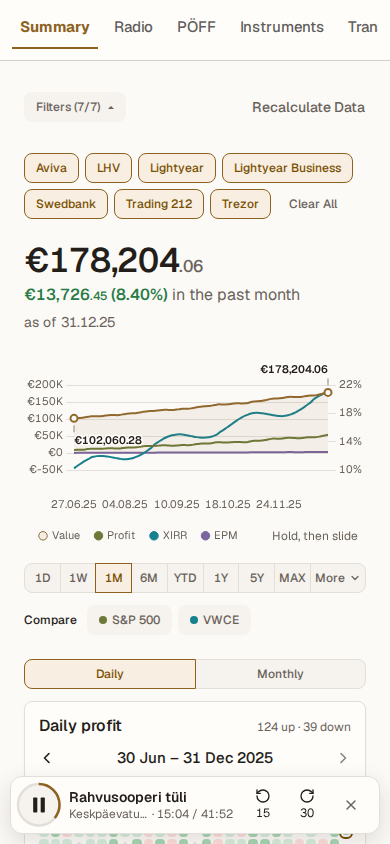 Summary Radio PÖFF Instruments Tran
Filters (7/7) Recalculate Data
Aviva LHV Lightyear Lightyear Business
Swedbank Trading 212 Trezor Clear All
€178,204.06
€13,726.45 (8.40%) in the past month
as of 31.12.25
€178,204.06
€200K 22%
€150K 18%
€100K
€50K €102,060.28 14%
€0
€-50K 10%
27.06.25 04.08.25 10.09.25 18.10.25 24.11.25
Value Profit XIRR EPM Hold, then slide
1D 1W 1M 6M YTD 1Y 5Y MAX More
Compare S&P 500 VWCE
Daily Monthly
Daily profit 124 up · 39 down
30 Jun – 31 Dec 2025
Rahvusooperi tüli
Keskpäevatu... · 15:04 / 41:52
15 30